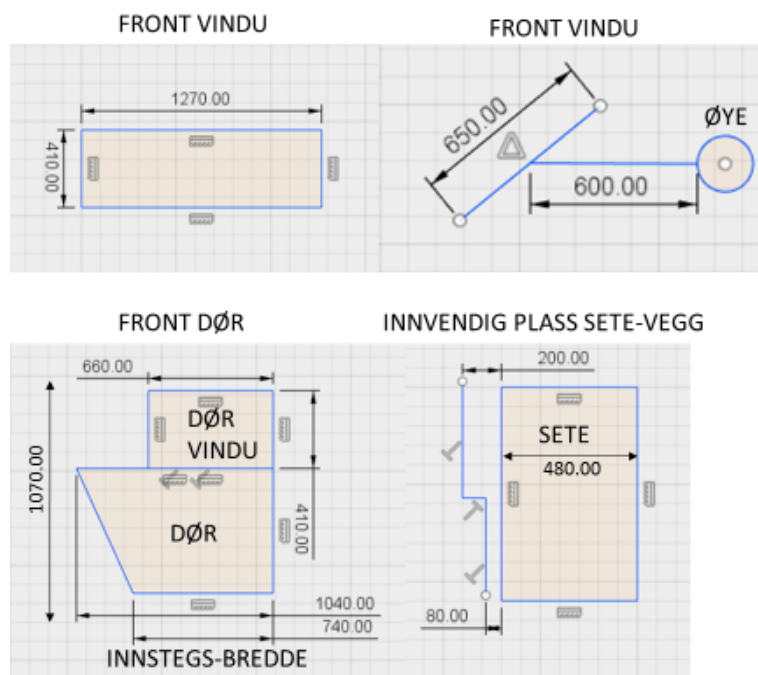 FRONT VINDU
1270.00
410.00
FRONT VINDU
650.00
600.00
ØYE
FRONT DØR
660.00
DØR
VINDU
1070.00
410.00
DØR
1040.00
740.00
INNSTEGS-BREDDE
INNVENDIG PLASS SETE-VEGG
200.00
SETE
480.00
80.00